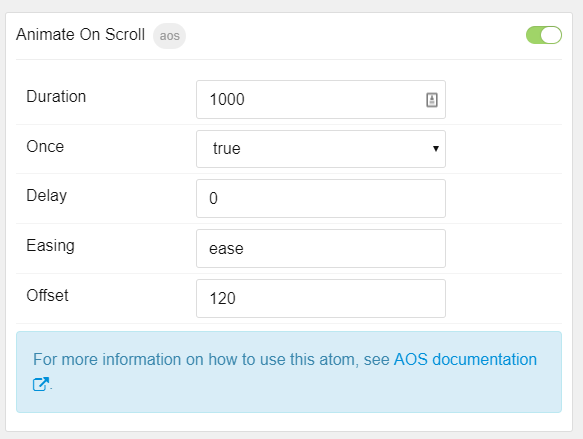 Animate On Scroll aos
Duration 1000
Once true
Delay 0
Easing ease
Offset 120
For more information on how to use this atom, see AOS documentation
.